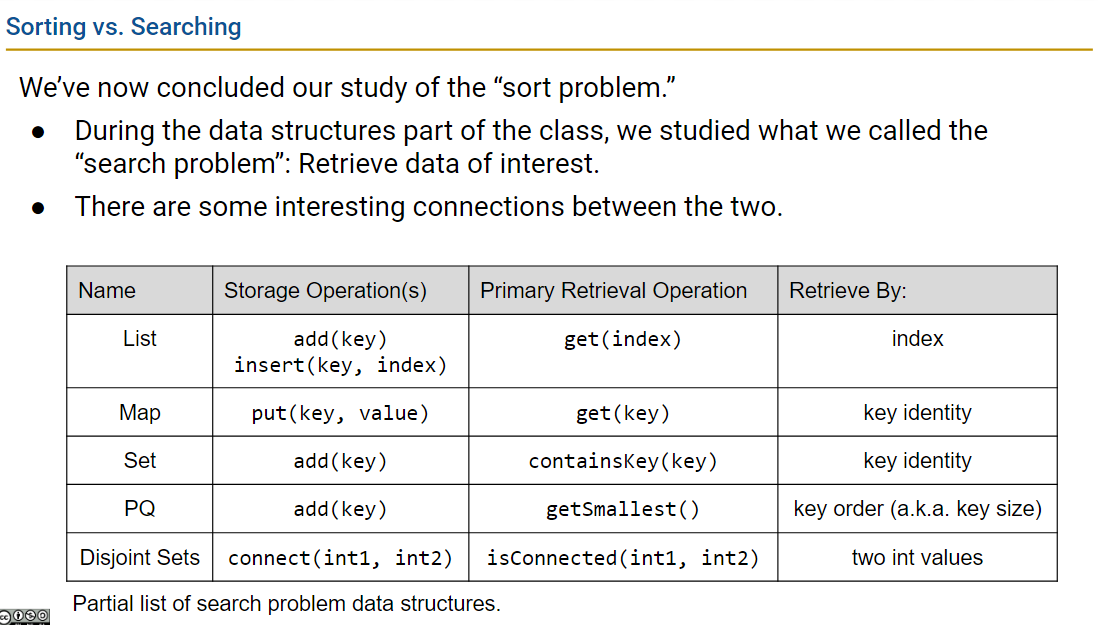 Sorting vs. Searching
We’ve now concluded our study of the “sort problem.”
● During the data structures part of the class, we studied what we called the
“search problem”: Retrieve data of interest.
● There are some interesting connections between the two.
Name Storage Operation(s) Primary Retrieval Operation Retrieve By:
List add(key) get(index) index
insert(key, index)
Map put(key, value) get(key) key identity
Set add(key) containsKey(key) key identity
PQ add(key) getSmallest() key order (a.k.a. key size)
Disjoint Sets connect(int1, int2) isConnected(int1, int2) two int values
Partial list of search problem data structures.
cc